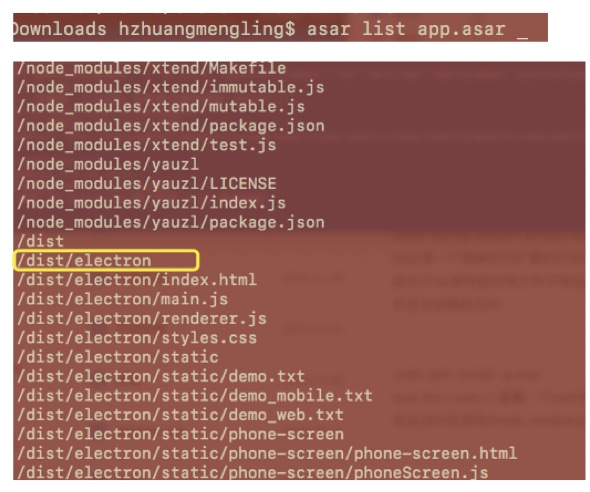 Downloads hzhuangmengling$ asar list app.asar _
/node_modules/xtend/Makefile
/node_modules/xtend/immutable.js
/node_modules/xtend/mutable.js
/node_modules/xtend/package.json
/node_modules/xtend/test.js
/node_modules/yauzl
/node_modules/yauzl/LICENSE
/node_modules/yauzl/index.js
/node_modules/yauzl/package.json
/dist
/dist/electron
/dist/electron/index.html
/dist/electron/main.js
/dist/electron/renderer.js
/dist/electron/styles.css
/dist/electron/static
/dist/electron/static/demo.txt
/dist/electron/static/demo_mobile.txt
/dist/electron/static/demo_web.txt
/dist/electron/static/phone-screen
/dist/electron/static/phone-screen/phone-screen.html
/dist/electron/static/phone-screen/phoneScreen.js